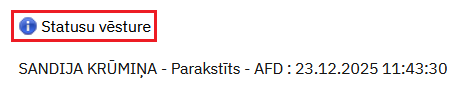 Statusu vēsture
SANDIJA KRŪMIŅA - Parakstīts - AFD : 23.12.2025 11:43:30